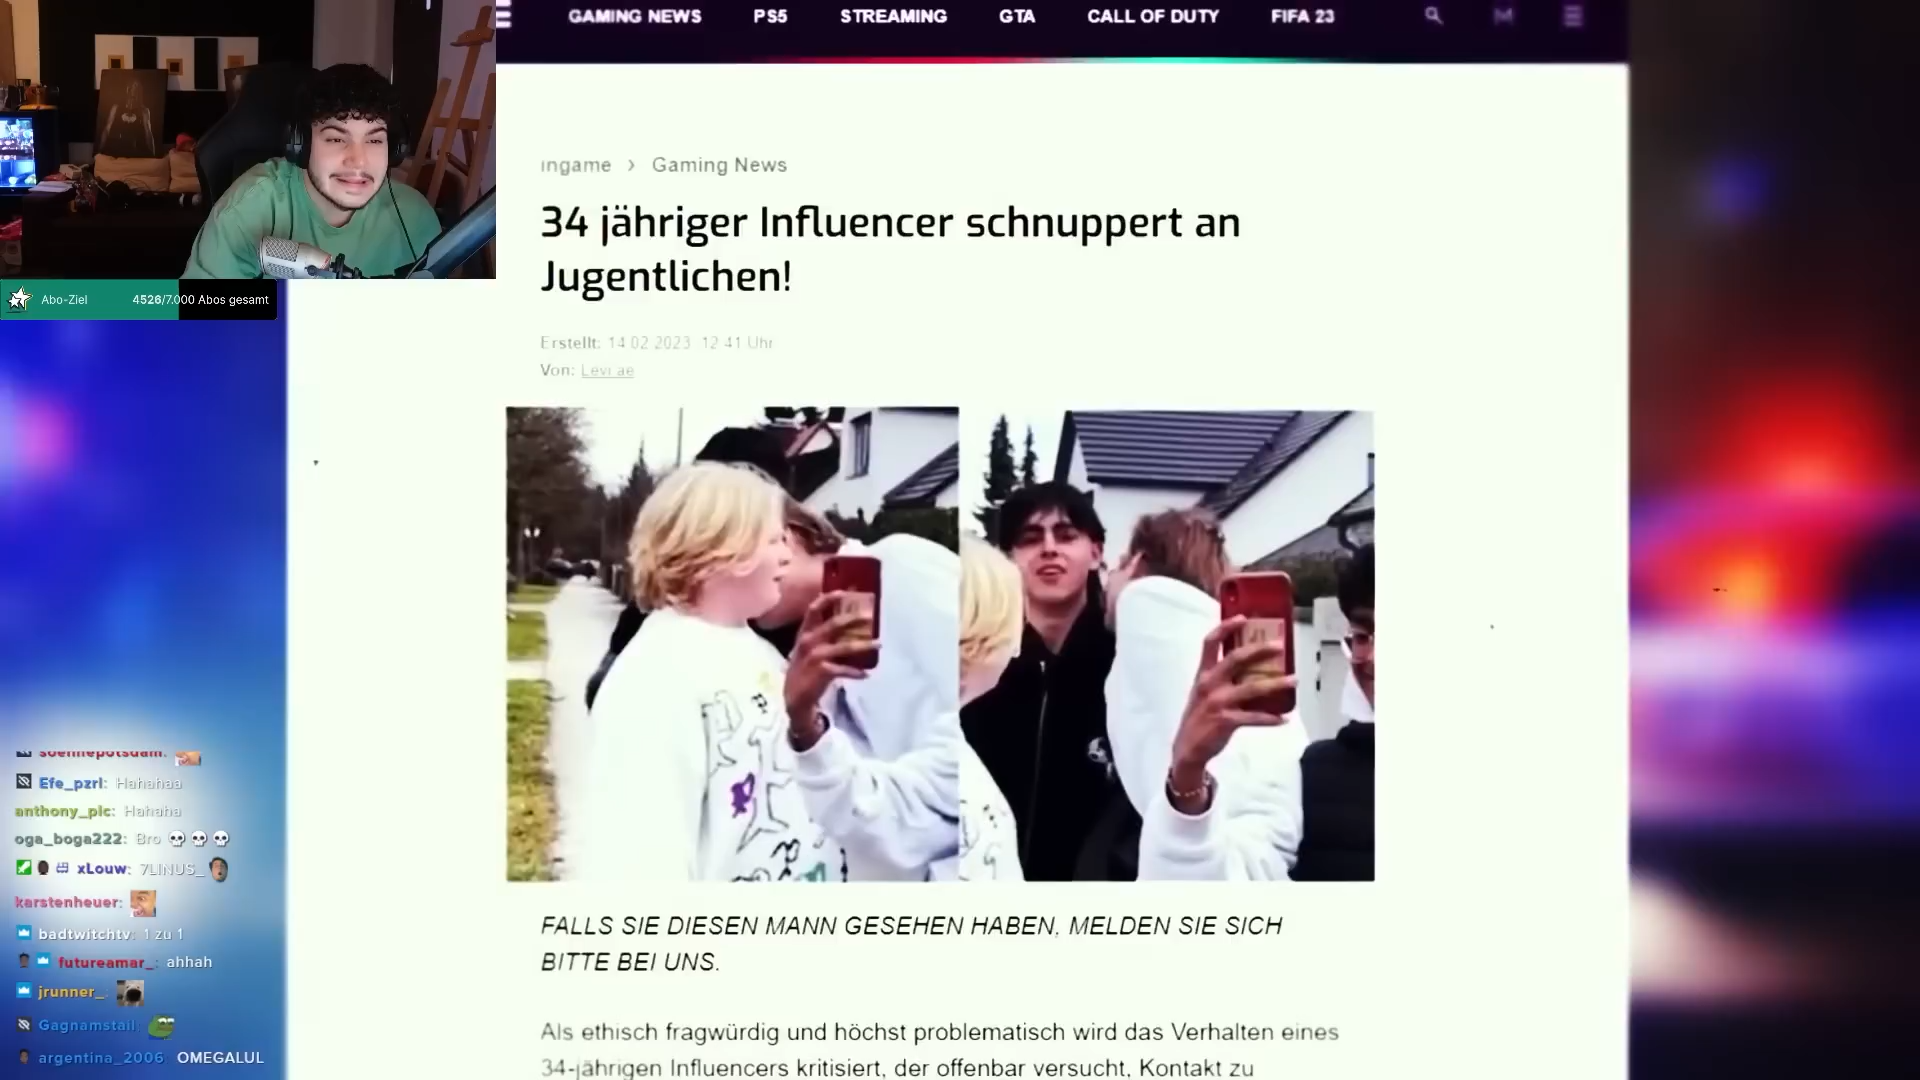 GAMING NEWS PS5 STREAMING GTA CALL OF DUTY FIFA 23
ingame > Gaming News
34 jähriger Influencer schnuppert an
Jugentlichen!
Erstellt: 14.02.2023 12:41 Uhr
Von: Levi ae
FALLS SIE DIESEN MANN GESEHEN HABEN, MELDEN SIE SICH
BITTE BEI UNS.
Als ethisch fragwürdig und höchst problematisch wird das Verhalten eines
34-jährigen Influencers kritisiert, der offenbar versucht, Kontakt zu
Abo-Ziel 4526/7.000 Abos gesamt
soennepotsdam:
Efe_pzrl: Hahahaa
anthony_plc: Hahaha
oga_boga222: Bro 💀💀💀
xLouw: 7LINUS_
karstenheuer:
badtwitchtv: 1 zu 1
futureamar_: ahhah
jrunner_:
Gagnamstail:
argentina_2006: OMEGALUL